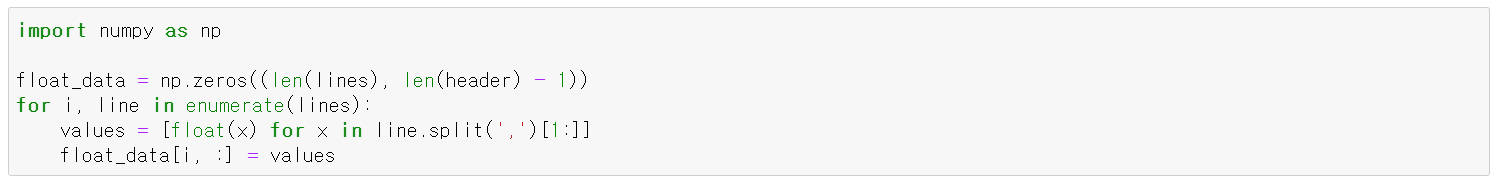 import numpy as np
float_data = np.zeros((len(lines), len(header) - 1))
for i, line in enumerate(lines):
    values = [float(x) for x in line.split(',')[1:]]
    float_data[i, :] = values